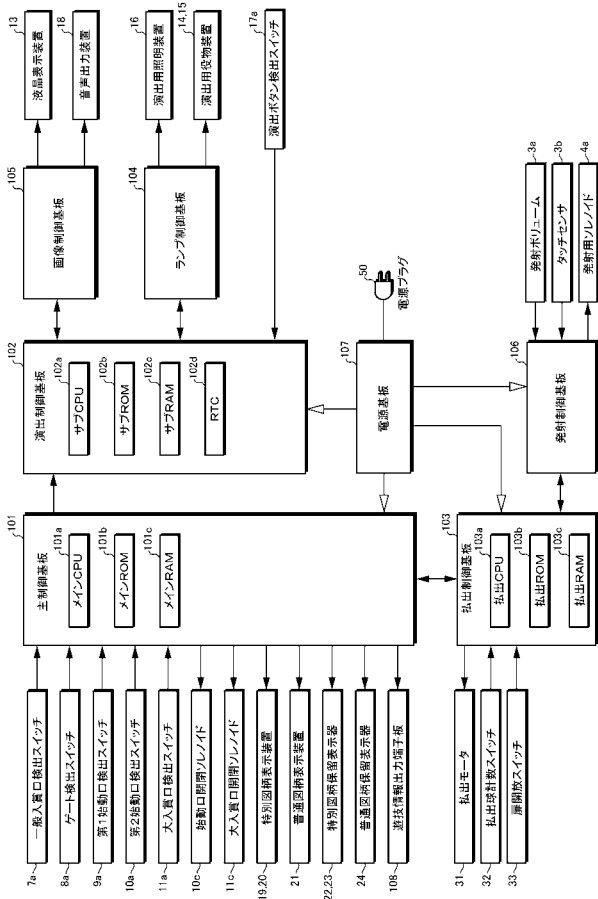 7a
一般入賞口検出スイッチ
8a
ゲート検出スイッチ
9a
第1始動口検出スイッチ
10a
第2始動口検出スイッチ
11a
大入賞口検出スイッチ
10c
始動口開閉ソレノイド
11c
大入賞口開閉ソレノイド
19,20
特別図柄表示装置
21
普通図柄表示装置
22,23
特別図柄保留表示器
24
普通図柄保留表示器
108
遊技情報出力端子板
31
払出モータ
32
払出球計数スイッチ
33
扉開放スイッチ
101
主制御基板
101a
メインCPU
101b
メインROM
101c
メインRAM
103
払出制御基板
103a
払出CPU
103b
払出ROM
103c
払出RAM
102
演出制御基板
102a
サブCPU
102b
サブROM
102c
サブRAM
102d
RTC
107
電源基板
50
電源プラグ
106
発射制御基板
105
画像制御基板
104
ランプ制御基板
13
液晶表示装置
18
音声出力装置
16
演出用照明装置
14,15
演出用役物装置
17a
演出ボタン検出スイッチ
3a
発射ボリューム
3b
タッチセンサ
4a
発射用ソレノイド